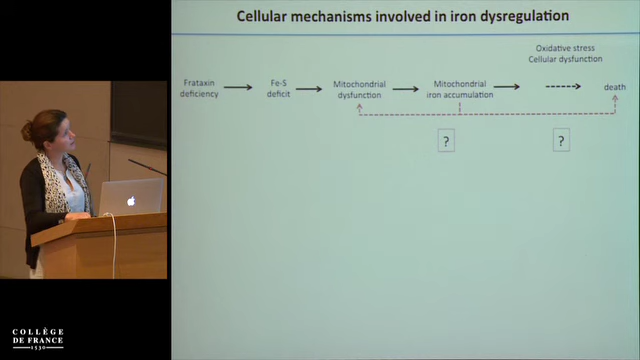 Cellular mechanisms involved in iron dysregulation
Oxidative stress
Cellular dysfunction
Frataxin
deficiency
Fe-S
deficit
Mitochondrial
dysfunction
Mitochondrial
iron accumulation
death
?
?
COLLÈGE
DE FRANCE
1530